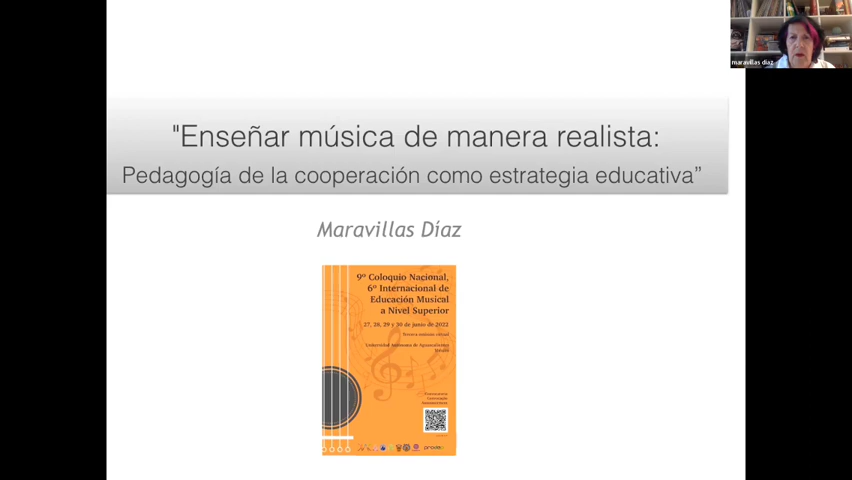 maravillas díaz
"Enseñar música de manera realista:
Pedagogía de la cooperación como estrategia educativa”
Maravillas Díaz
9º Coloquio Nacional,
6º Internacional de
Educación Musical
a Nivel Superior
27, 28, 29 y 30 de junio de 2022
Universidad Autónoma de Aguascalientes